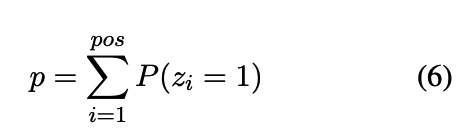 p = \sum_{i=1}^{pos} P(z_i = 1) (6)